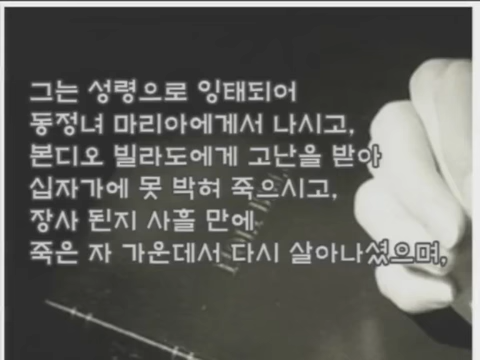 그는 성령으로 잉태되어
동정녀 마리아에게서 나시고,
본디오 빌라도에게 고난을 받아
십자가에 못 박혀 죽으시고,
장사 된지 사흘 만에
죽은 자 가운데서 다시 살아나셨으며,